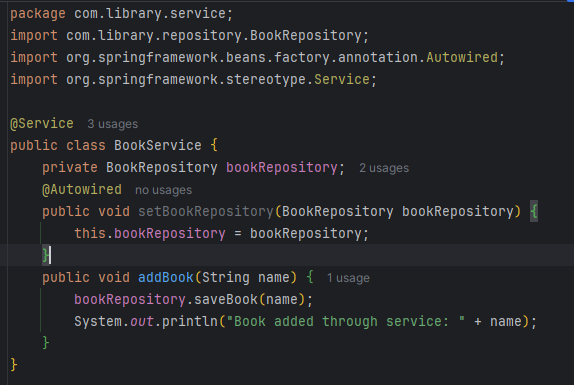 package com.library.service;
import com.library.repository.BookRepository;
import org.springframework.beans.factory.annotation.Autowired;
import org.springframework.stereotype.Service;
@Service 3 usages
public class BookService {
private BookRepository bookRepository; 2 usages
@Autowired no usages
public void setBookRepository(BookRepository bookRepository) {
this.bookRepository = bookRepository;
}
public void addBook(String name) { 1 usage
bookRepository.saveBook(name);
System.out.println("Book added through service: " + name);
}
}